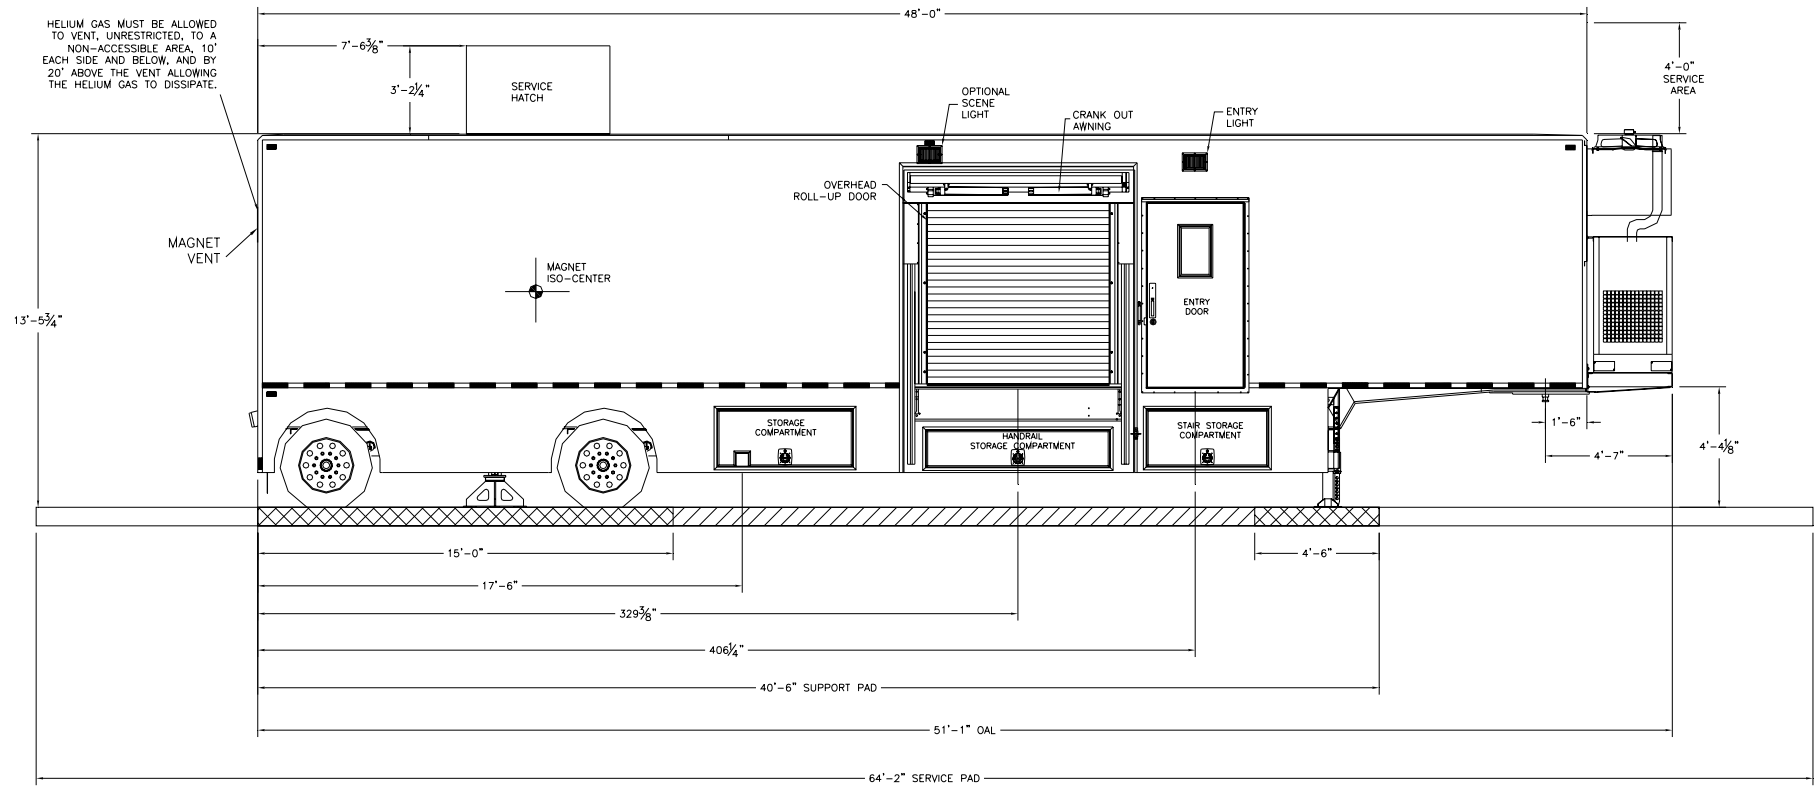 HELIUM GAS MUST BE ALLOWED
TO VENT, UNRESTRICTED, TO A
NON-ACCESSIBLE AREA, 10'
EACH SIDE AND BELOW, AND BY
20' ABOVE THE VENT ALLOWING
THE HELIUM GAS TO DISSIPATE.
48'-0"
7'-6⅜"
3'-2¼"
SERVICE
HATCH
4'-0"
SERVICE
AREA
OPTIONAL
SCENE
LIGHT
CRANK OUT
AWNING
ENTRY
LIGHT
OVERHEAD
ROLL-UP DOOR
MAGNET
VENT
MAGNET
ISO-CENTER
ENTRY
DOOR
13'-5¾"
STORAGE
COMPARTMENT
HANDRAIL
STORAGE COMPARTMENT
STAIR STORAGE
COMPARTMENT
1'-6"
4'-7"
4'-4⅛"
15'-0"
4'-6"
17'-6"
329⅜"
406¼"
40'-6" SUPPORT PAD
51'-1" OAL
64'-2" SERVICE PAD